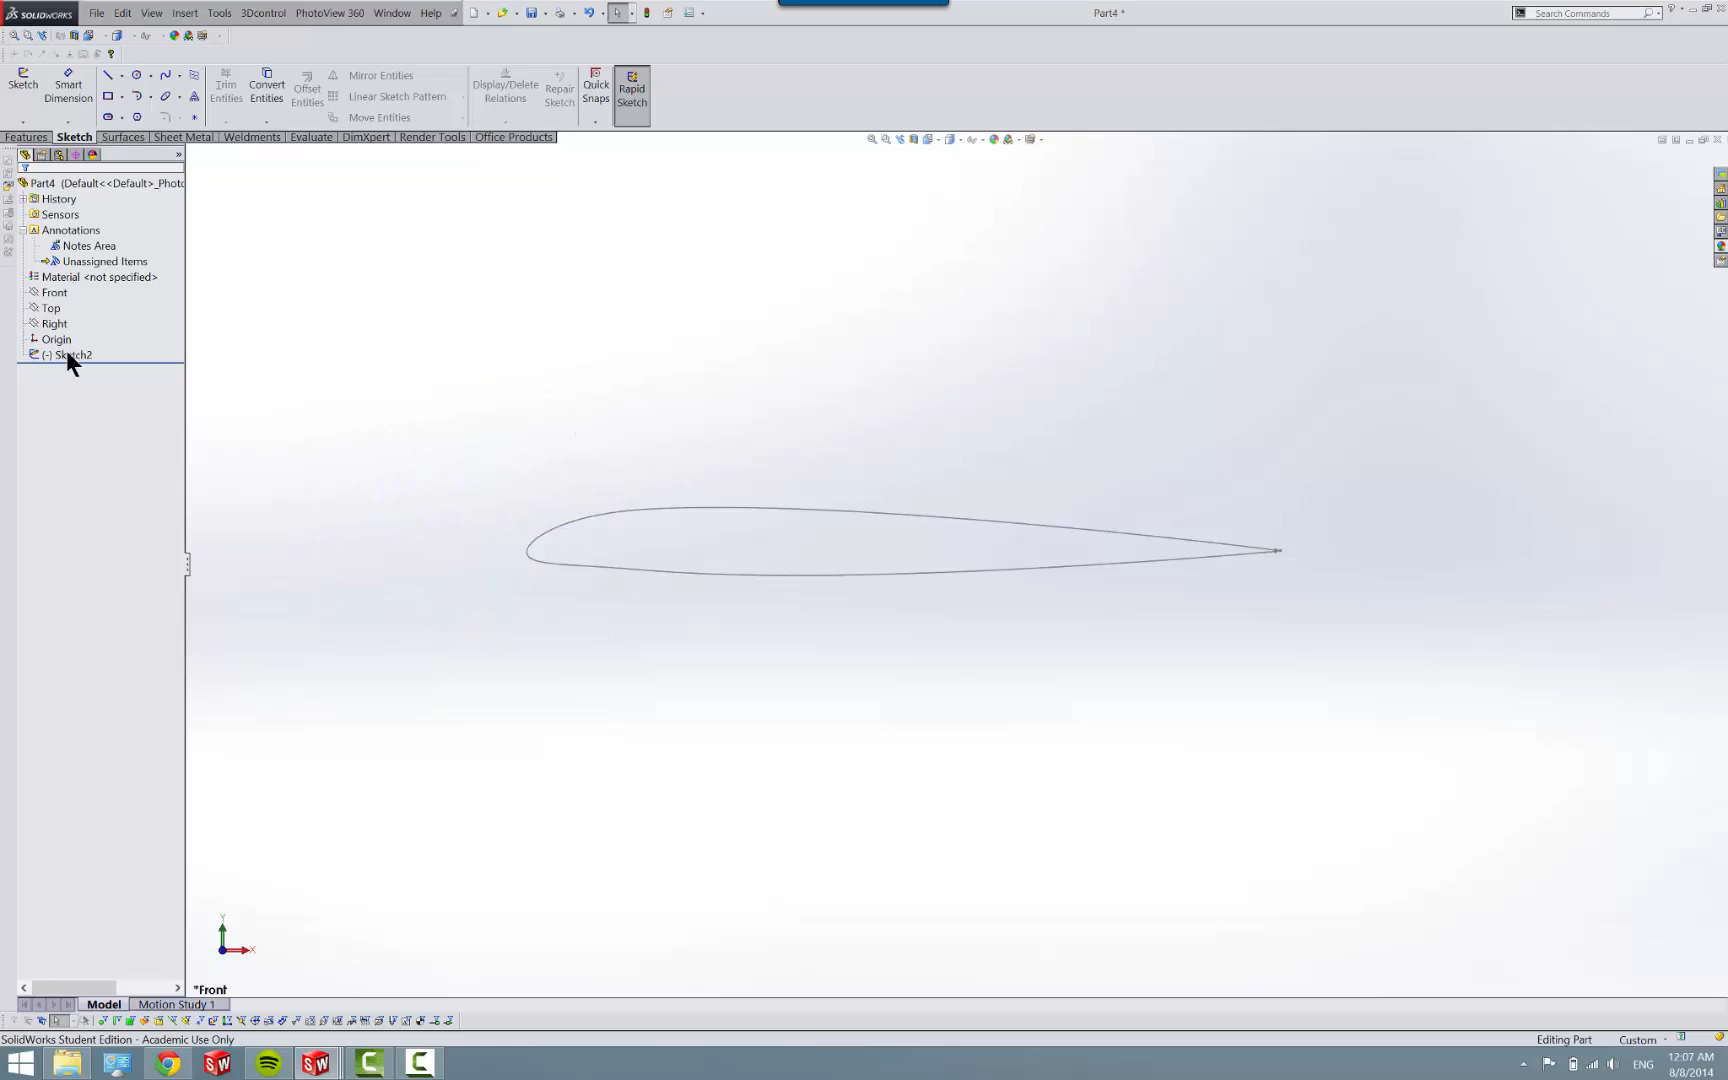 SOLIDWORKS File Edit View Insert Tools 3Dcontrol PhotoView 360 Window Help Part4 * Search Commands
Sketch Smart Dimension Trim Entities Convert Entities Offset Entities Mirror Entities Display/Delete Relations Repair Sketch Quick Snaps Rapid Sketch
Linear Sketch Pattern
Move Entities
Features Sketch Surfaces Sheet Metal Weldments Evaluate DimXpert Render Tools Office Products
Part4 (Default<<Default>_Photo
History
Sensors
Annotations
Notes Area
Unassigned Items
Material <not specified>
Front
Top
Right
Origin
(-) Sketch2
Y
X
*Front
Model Motion Study 1
SolidWorks Student Edition - Academic Use Only Editing Part Custom
ENG 12:07 AM
8/8/2014